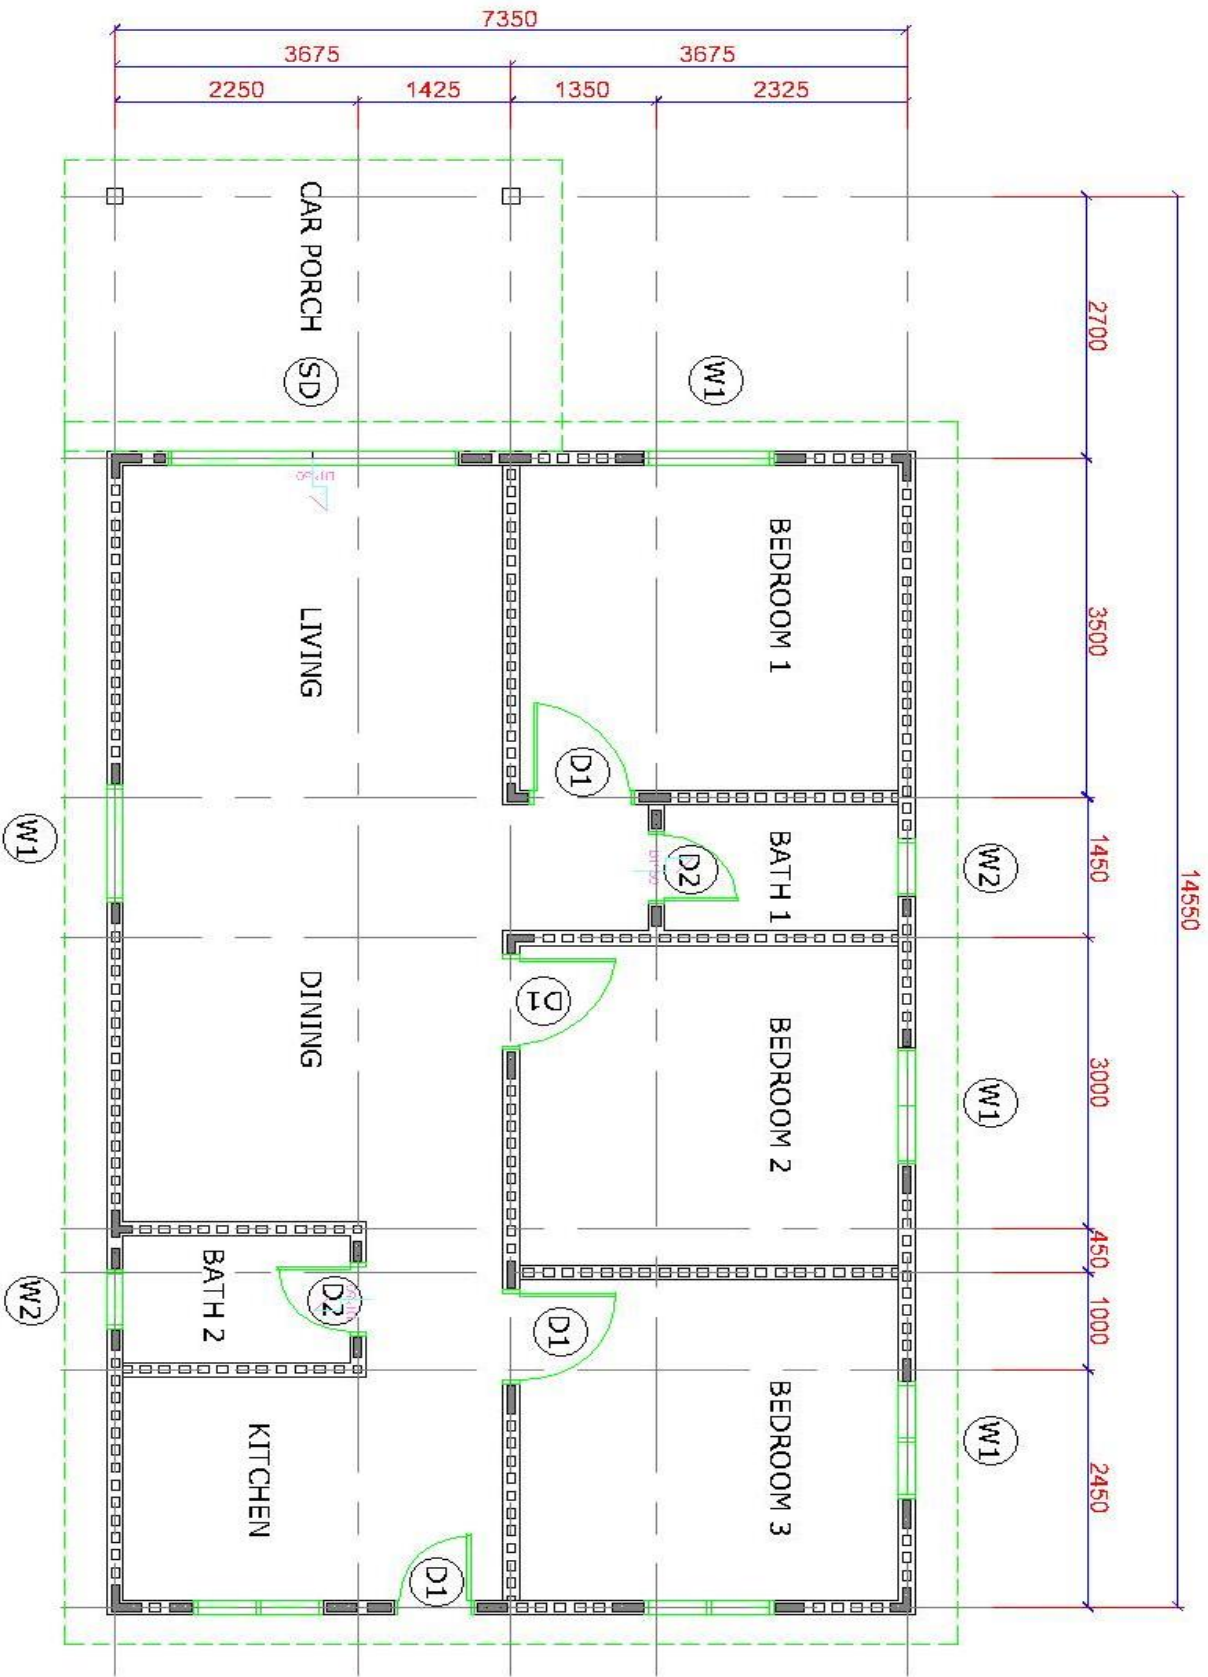 7350
3675
3675
2250
1425
1350
2325
14550
2700
3500
1450
3000
450
1000
2450
CAR PORCH
SD
W1
BEDROOM 1
LIVING
D1
W1
BATH 1
D2
W2
DINING
D1
BEDROOM 2
W1
BATH 2
D2
W2
D1
BEDROOM 3
W1
KITCHEN
D1